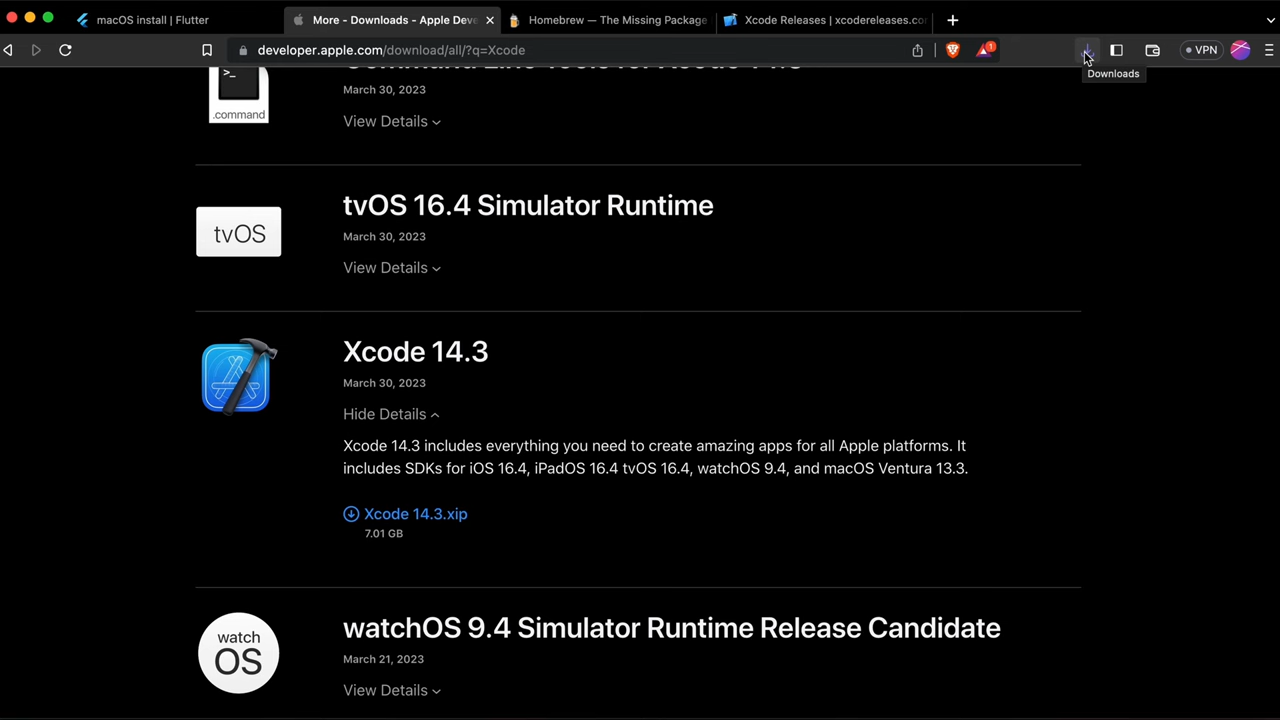 macOS install | Flutter
More - Downloads - Apple Deve
Homebrew — The Missing Package
Xcode Releases | xcodereleases.co
developer.apple.com/download/all/?q=Xcode
1
VPN
Downloads
>_
.command
March 30, 2023
View Details
tvOS
tvOS 16.4 Simulator Runtime
March 30, 2023
View Details
Xcode 14.3
March 30, 2023
Hide Details
Xcode 14.3 includes everything you need to create amazing apps for all Apple platforms. It
includes SDKs for iOS 16.4, iPadOS 16.4 tvOS 16.4, watchOS 9.4, and macOS Ventura 13.3.
Xcode 14.3.xip
7.01 GB
watch
OS
watchOS 9.4 Simulator Runtime Release Candidate
March 21, 2023
View Details